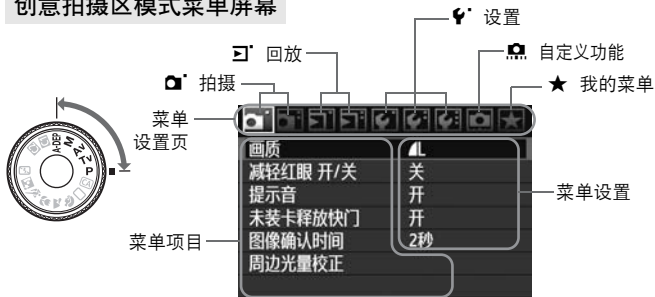 创意拍摄区模式菜单屏幕
设置
回放
自定义功能
拍摄
我的菜单
菜单
设置页
A-DEP
M
Av
Tv
P
画质 L
减轻红眼 开/关 关
提示音 开
未装卡释放快门 开
图像确认时间 2秒
周边光量校正
菜单设置
菜单项目